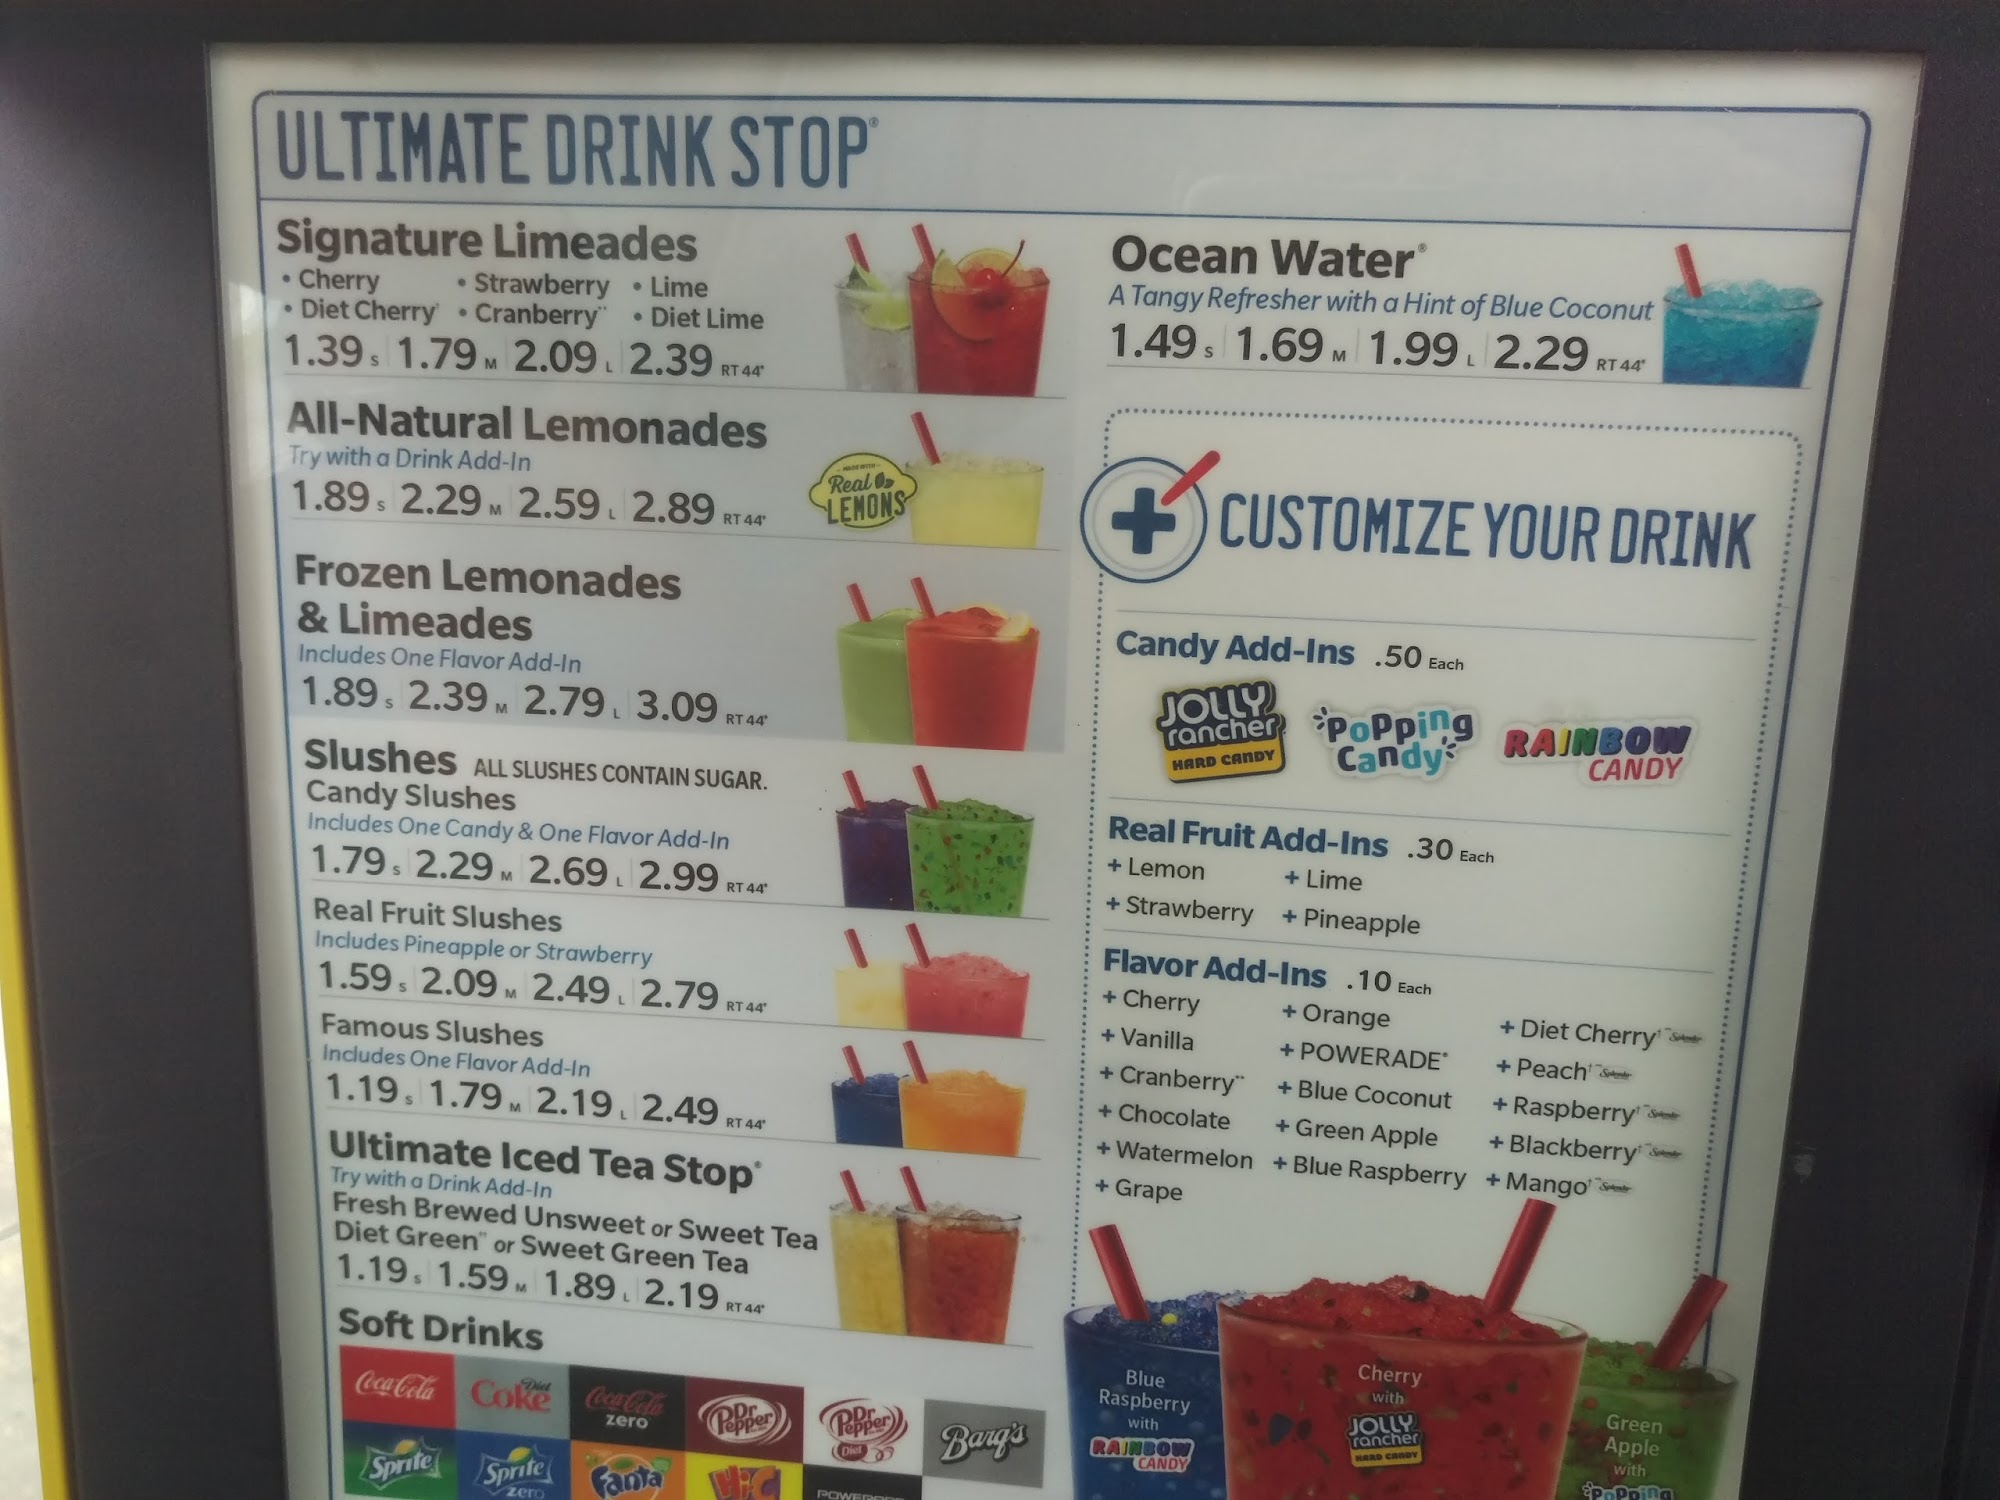 ULTIMATE DRINK STOP®
Signature Limeades
• Cherry • Strawberry • Lime
• Diet Cherry† • Cranberry†† • Diet Lime
1.39 S 1.79 M 2.09 L 2.39 RT 44®
All-Natural Lemonades
Try with a Drink Add-In
1.89 S 2.29 M 2.59 L 2.89 RT 44®
MADE WITH
Real
LEMONS
Frozen Lemonades
& Limeades
Includes One Flavor Add-In
1.89 S 2.39 M 2.79 L 3.09 RT 44®
Slushes ALL SLUSHES CONTAIN SUGAR.
Candy Slushes
Includes One Candy & One Flavor Add-In
1.79 S 2.29 M 2.69 L 2.99 RT 44®
Real Fruit Slushes
Includes Pineapple or Strawberry
1.59 S 2.09 M 2.49 L 2.79 RT 44®
Famous Slushes
Includes One Flavor Add-In
1.19 S 1.79 M 2.19 L 2.49 RT 44®
Ultimate Iced Tea Stop®
Try with a Drink Add-In
Fresh Brewed Unsweet or Sweet Tea
Diet Green†† or Sweet Green Tea
1.19 S 1.59 M 1.89 L 2.19 RT 44®
Soft Drinks
Coca-Cola
Diet Coke
Coca-Cola zero
Dr Pepper
Dr Pepper Diet
Barq's
Sprite
Sprite zero
Fanta
Hi-C
POWERADE
Ocean Water®
A Tangy Refresher with a Hint of Blue Coconut
1.49 S 1.69 M 1.99 L 2.29 RT 44®
CUSTOMIZE YOUR DRINK
Candy Add-Ins .50 Each
JOLLY rancher HARD CANDY
POPPing Candy
RAINBOW CANDY
Real Fruit Add-Ins .30 Each
+ Lemon + Lime
+ Strawberry + Pineapple
Flavor Add-Ins .10 Each
+ Cherry + Orange + Diet Cherry† Splenda
+ Vanilla + POWERADE® + Peach† Splenda
+ Cranberry†† + Blue Coconut + Raspberry† Splenda
+ Chocolate + Green Apple + Blackberry† Splenda
+ Watermelon + Blue Raspberry + Mango† Splenda
+ Grape
Blue
Raspberry
with
RAINBOW
CANDY
Cherry
with
JOLLY
rancher
HARD CANDY
Green
Apple
with
POPPing